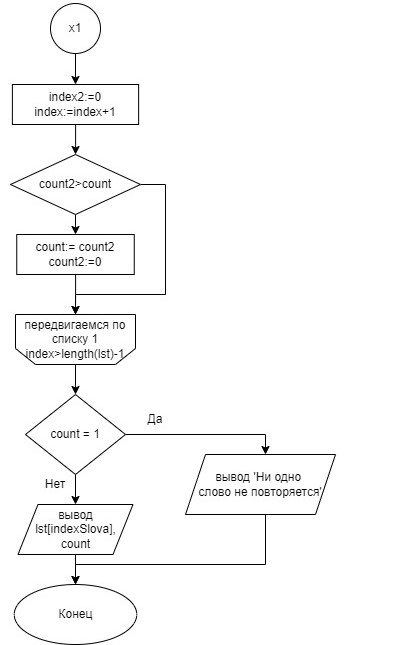 x1
index2:=0
index:=index+1
count2>count
count:= count2
count2:=0
передвигаемся по
списку 1
index>length(lst)-1
count = 1
Да
Нет
вывод 'Ни одно
слово не повторяется'
вывод
lst[indexSlova],
count
Конец